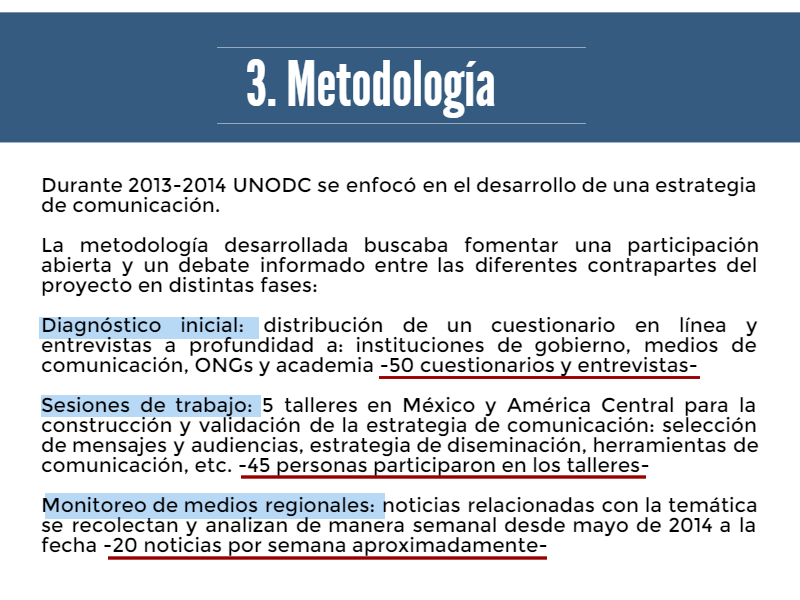 3. Metodología
Durante 2013-2014 UNODC se enfocó en el desarrollo de una estrategia
de comunicación.
La metodología desarrollada buscaba fomentar una participación
abierta y un debate informado entre las diferentes contrapartes del
proyecto en distintas fases:
Diagnóstico inicial: distribución de un cuestionario en línea y
entrevistas a profundidad a: instituciones de gobierno, medios de
comunicación, ONGs y academia -50 cuestionarios y entrevistas-
Sesiones de trabajo: 5 talleres en México y América Central para la
construcción y validación de la estrategia de comunicación: selección
de mensajes y audiencias, estrategia de diseminación, herramientas de
comunicación, etc. -45 personas participaron en los talleres-
Monitoreo de medios regionales: noticias relacionadas con la temática
se recolectan y analizan de manera semanal desde mayo de 2014 a la
fecha -20 noticias por semana aproximadamente-